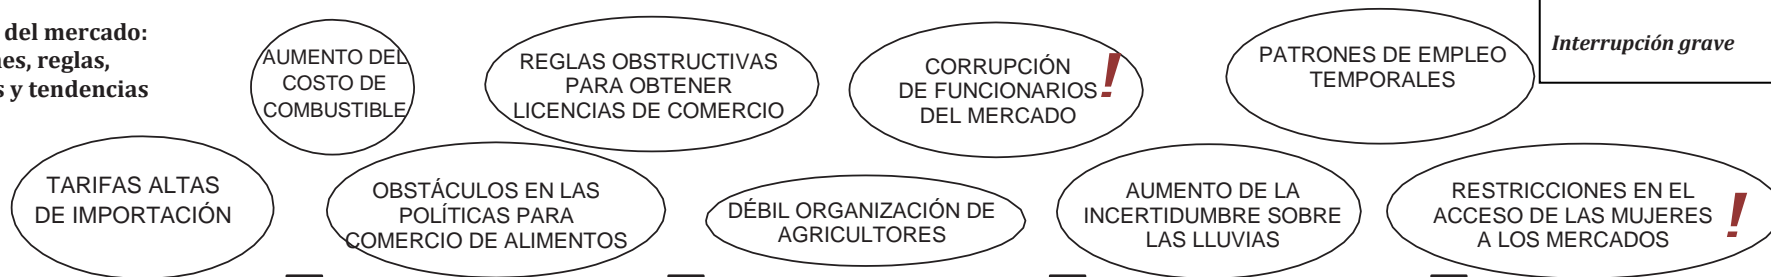 del mercado:
nes, reglas,
s y tendencias
AUMENTO DEL
COSTO DE
COMBUSTIBLE
REGLAS OBSTRUCTIVAS
PARA OBTENER
LICENCIAS DE COMERCIO
CORRUPCIÓN
DE FUNCIONARIOS
DEL MERCADO
!
PATRONES DE EMPLEO
TEMPORALES
Interrupción grave
TARIFAS ALTAS
DE IMPORTACIÓN
OBSTÁCULOS EN LAS
POLÍTICAS PARA
COMERCIO DE ALIMENTOS
DÉBIL ORGANIZACIÓN DE
AGRICULTORES
AUMENTO DE LA
INCERTIDUMBRE SOBRE
LAS LLUVIAS
RESTRICCIONES EN EL
ACCESO DE LAS MUJERES
A LOS MERCADOS
!